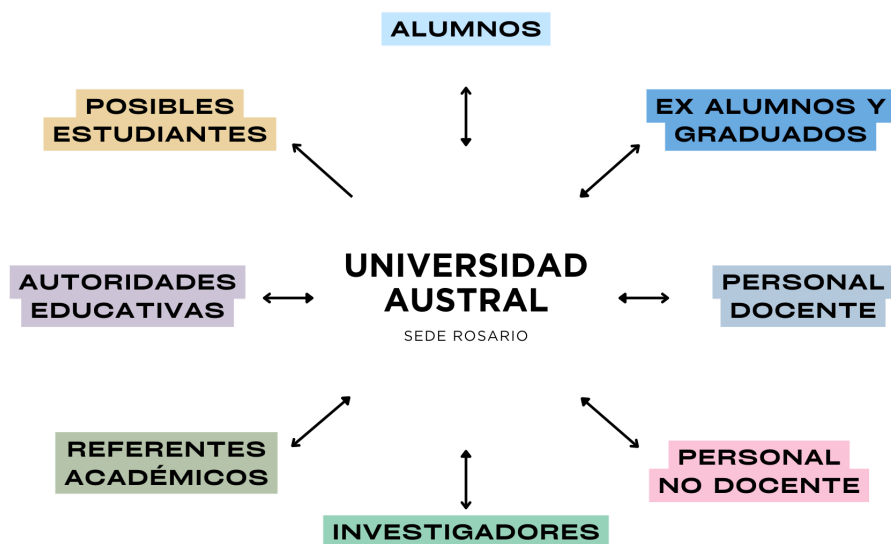 ALUMNOS
POSIBLES
ESTUDIANTES
EX ALUMNOS Y
GRADUADOS
UNIVERSIDAD
AUSTRAL
SEDE ROSARIO
AUTORIDADES
EDUCATIVAS
PERSONAL
DOCENTE
REFERENTES
ACADÉMICOS
PERSONAL
NO DOCENTE
INVESTIGADORES